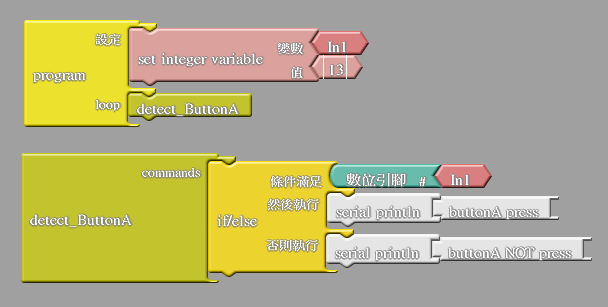 program
設定
set integer variable
變數
In1
值
13
loop
detect_ButtonA
detect_ButtonA
commands
if/else
條件滿足
數位引腳 #
In1
然後執行
serial println
buttonA press
否則執行
serial println
buttonA NOT press